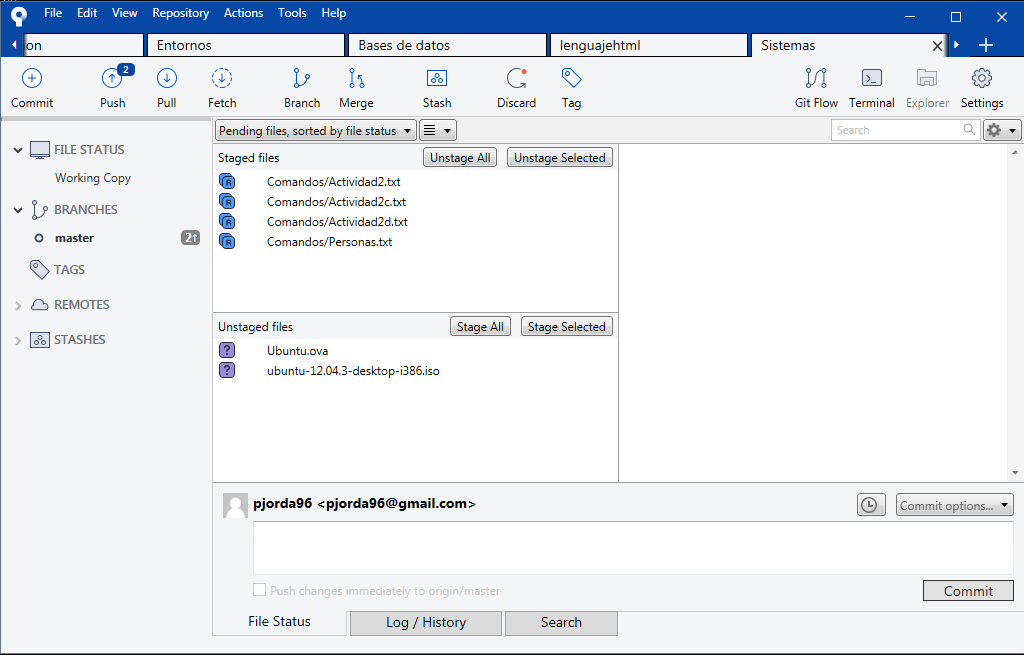 File Edit View Repository Actions Tools Help
on Entornos Bases de datos lenguajehtml Sistemas
2
Commit Push Pull Fetch Branch Merge Stash Discard Tag Git Flow Terminal Explorer Settings
Pending files, sorted by file status Search
FILE STATUS
Working Copy
BRANCHES
master 2↑
TAGS
REMOTES
STASHES
Staged files Unstage All Unstage Selected
R Comandos/Actividad2.txt
R Comandos/Actividad2c.txt
R Comandos/Actividad2d.txt
R Comandos/Personas.txt
Unstaged files Stage All Stage Selected
? Ubuntu.ova
? ubuntu-12.04.3-desktop-i386.iso
pjorda96 <pjorda96@gmail.com> Commit options...
Push changes immediately to origin/master Commit
File Status Log / History Search